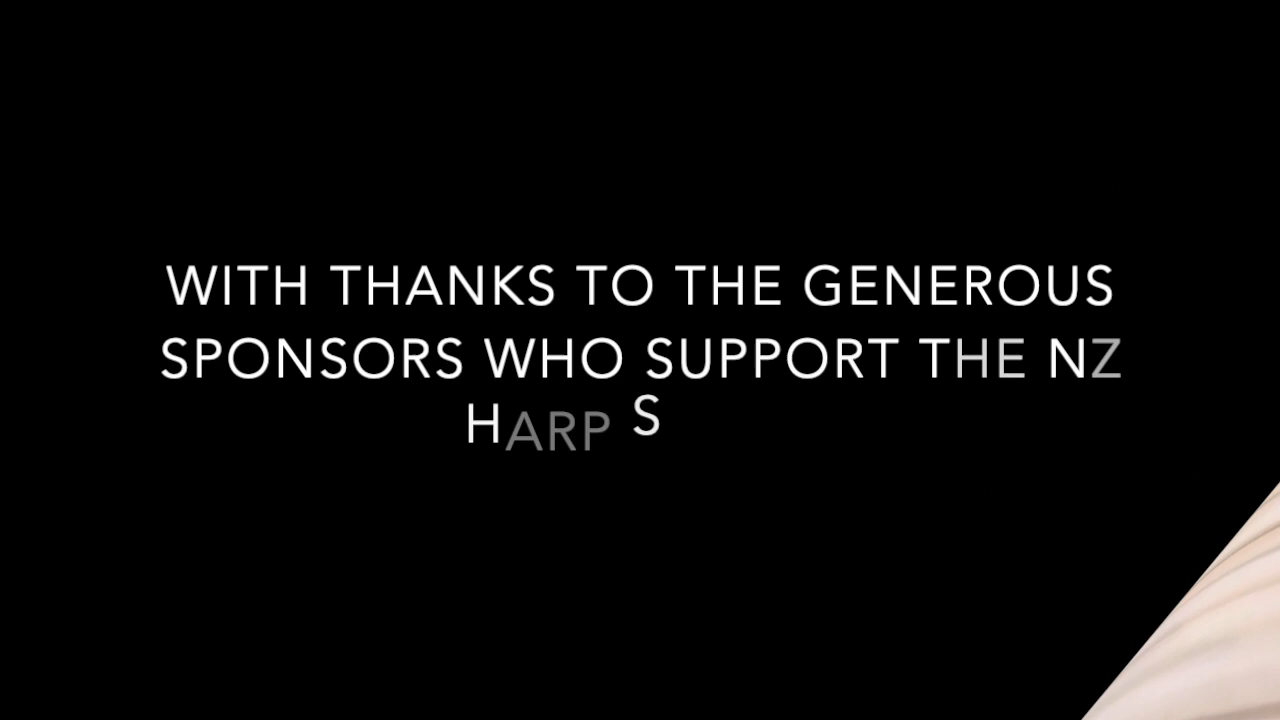 WITH THANKS TO THE GENEROUS
SPONSORS WHO SUPPORT THE NZ
HARP S